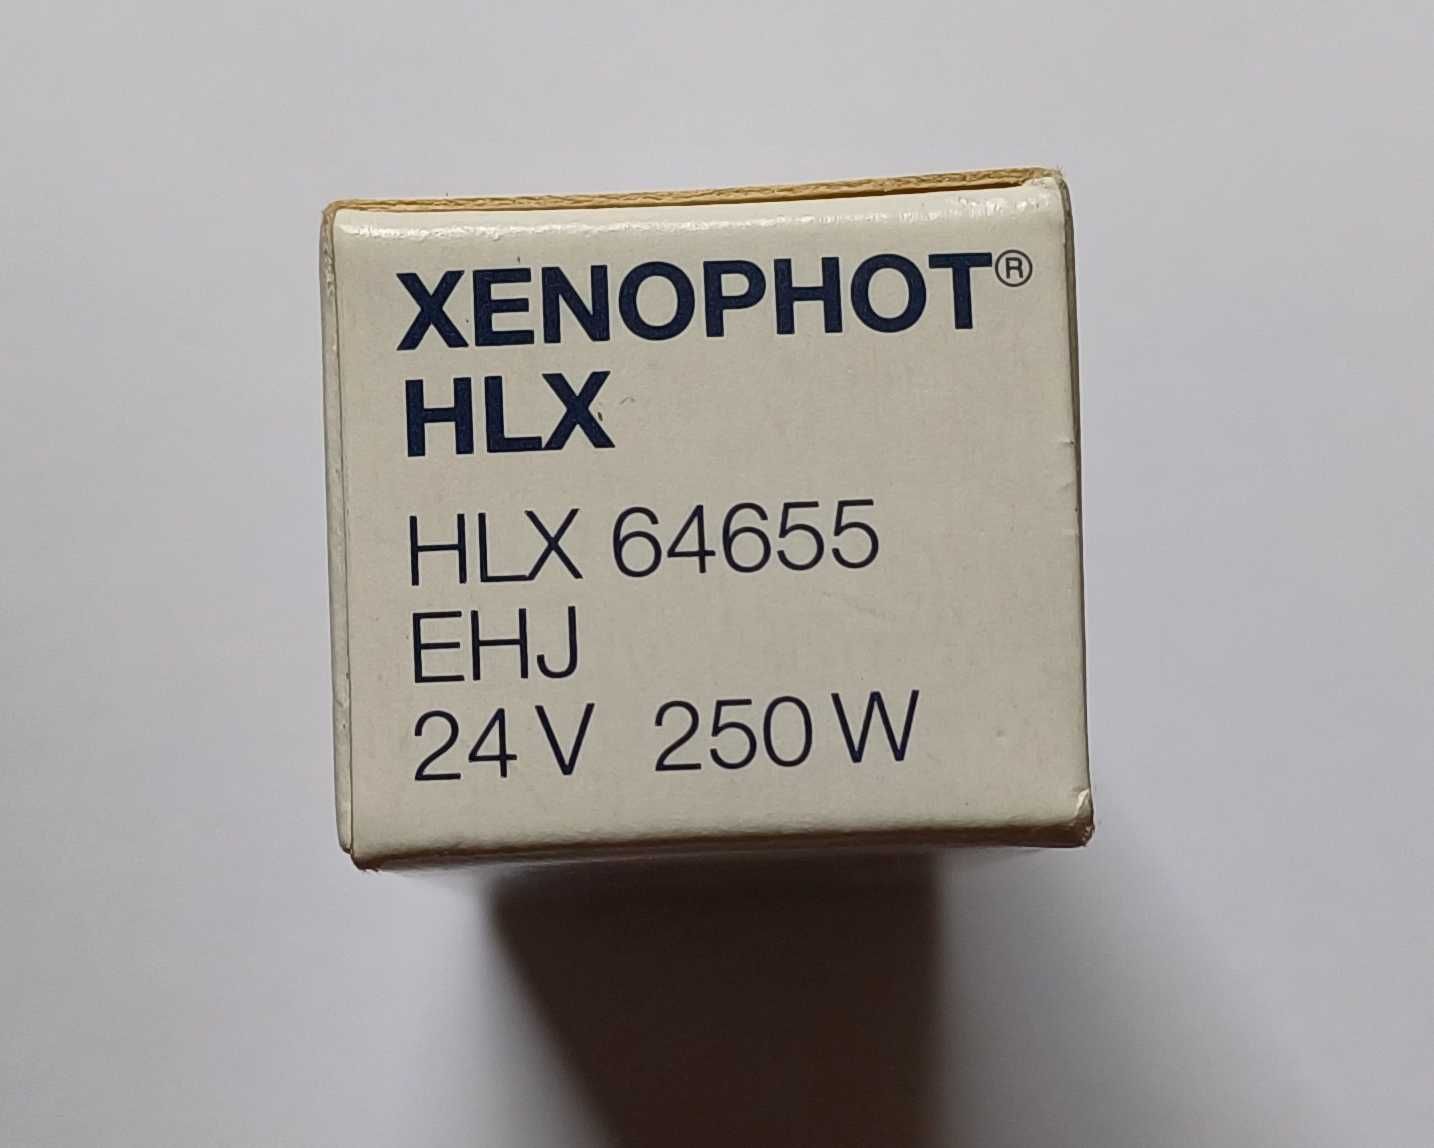 XENOPHOT®
HLX
HLX 64655
EHJ
24 V 250 W